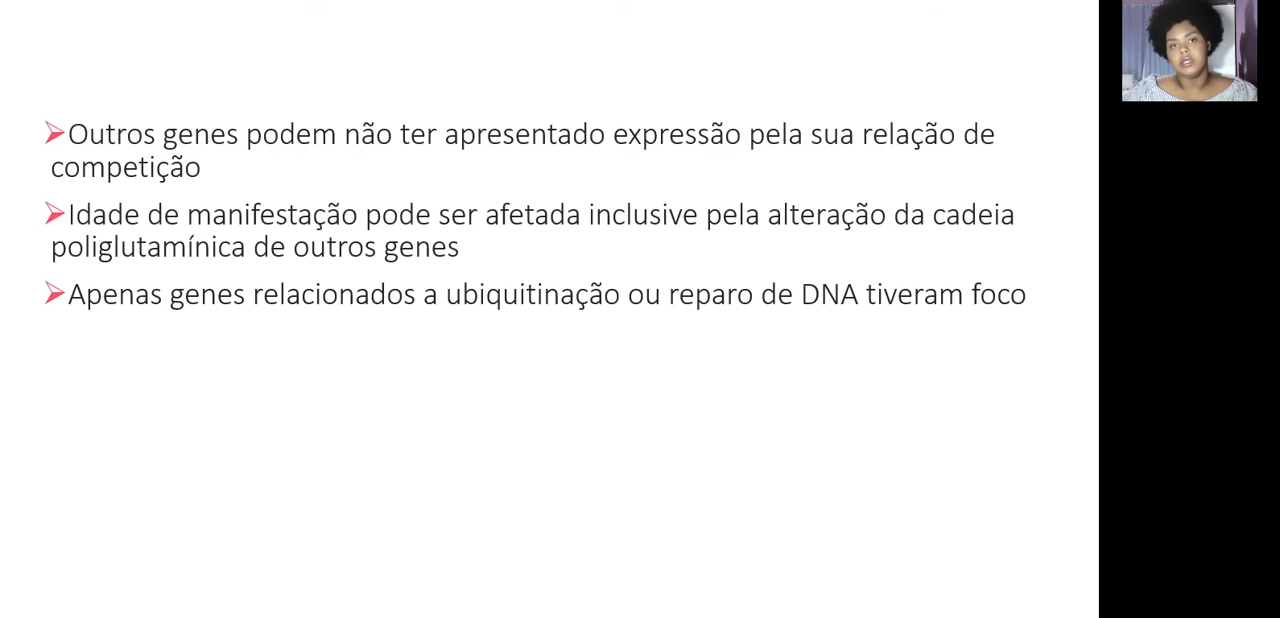 ➢Outros genes podem não ter apresentado expressão pela sua relação de
competição
➢Idade de manifestação pode ser afetada inclusive pela alteração da cadeia
poliglutamínica de outros genes
➢Apenas genes relacionados a ubiquitinação ou reparo de DNA tiveram foco